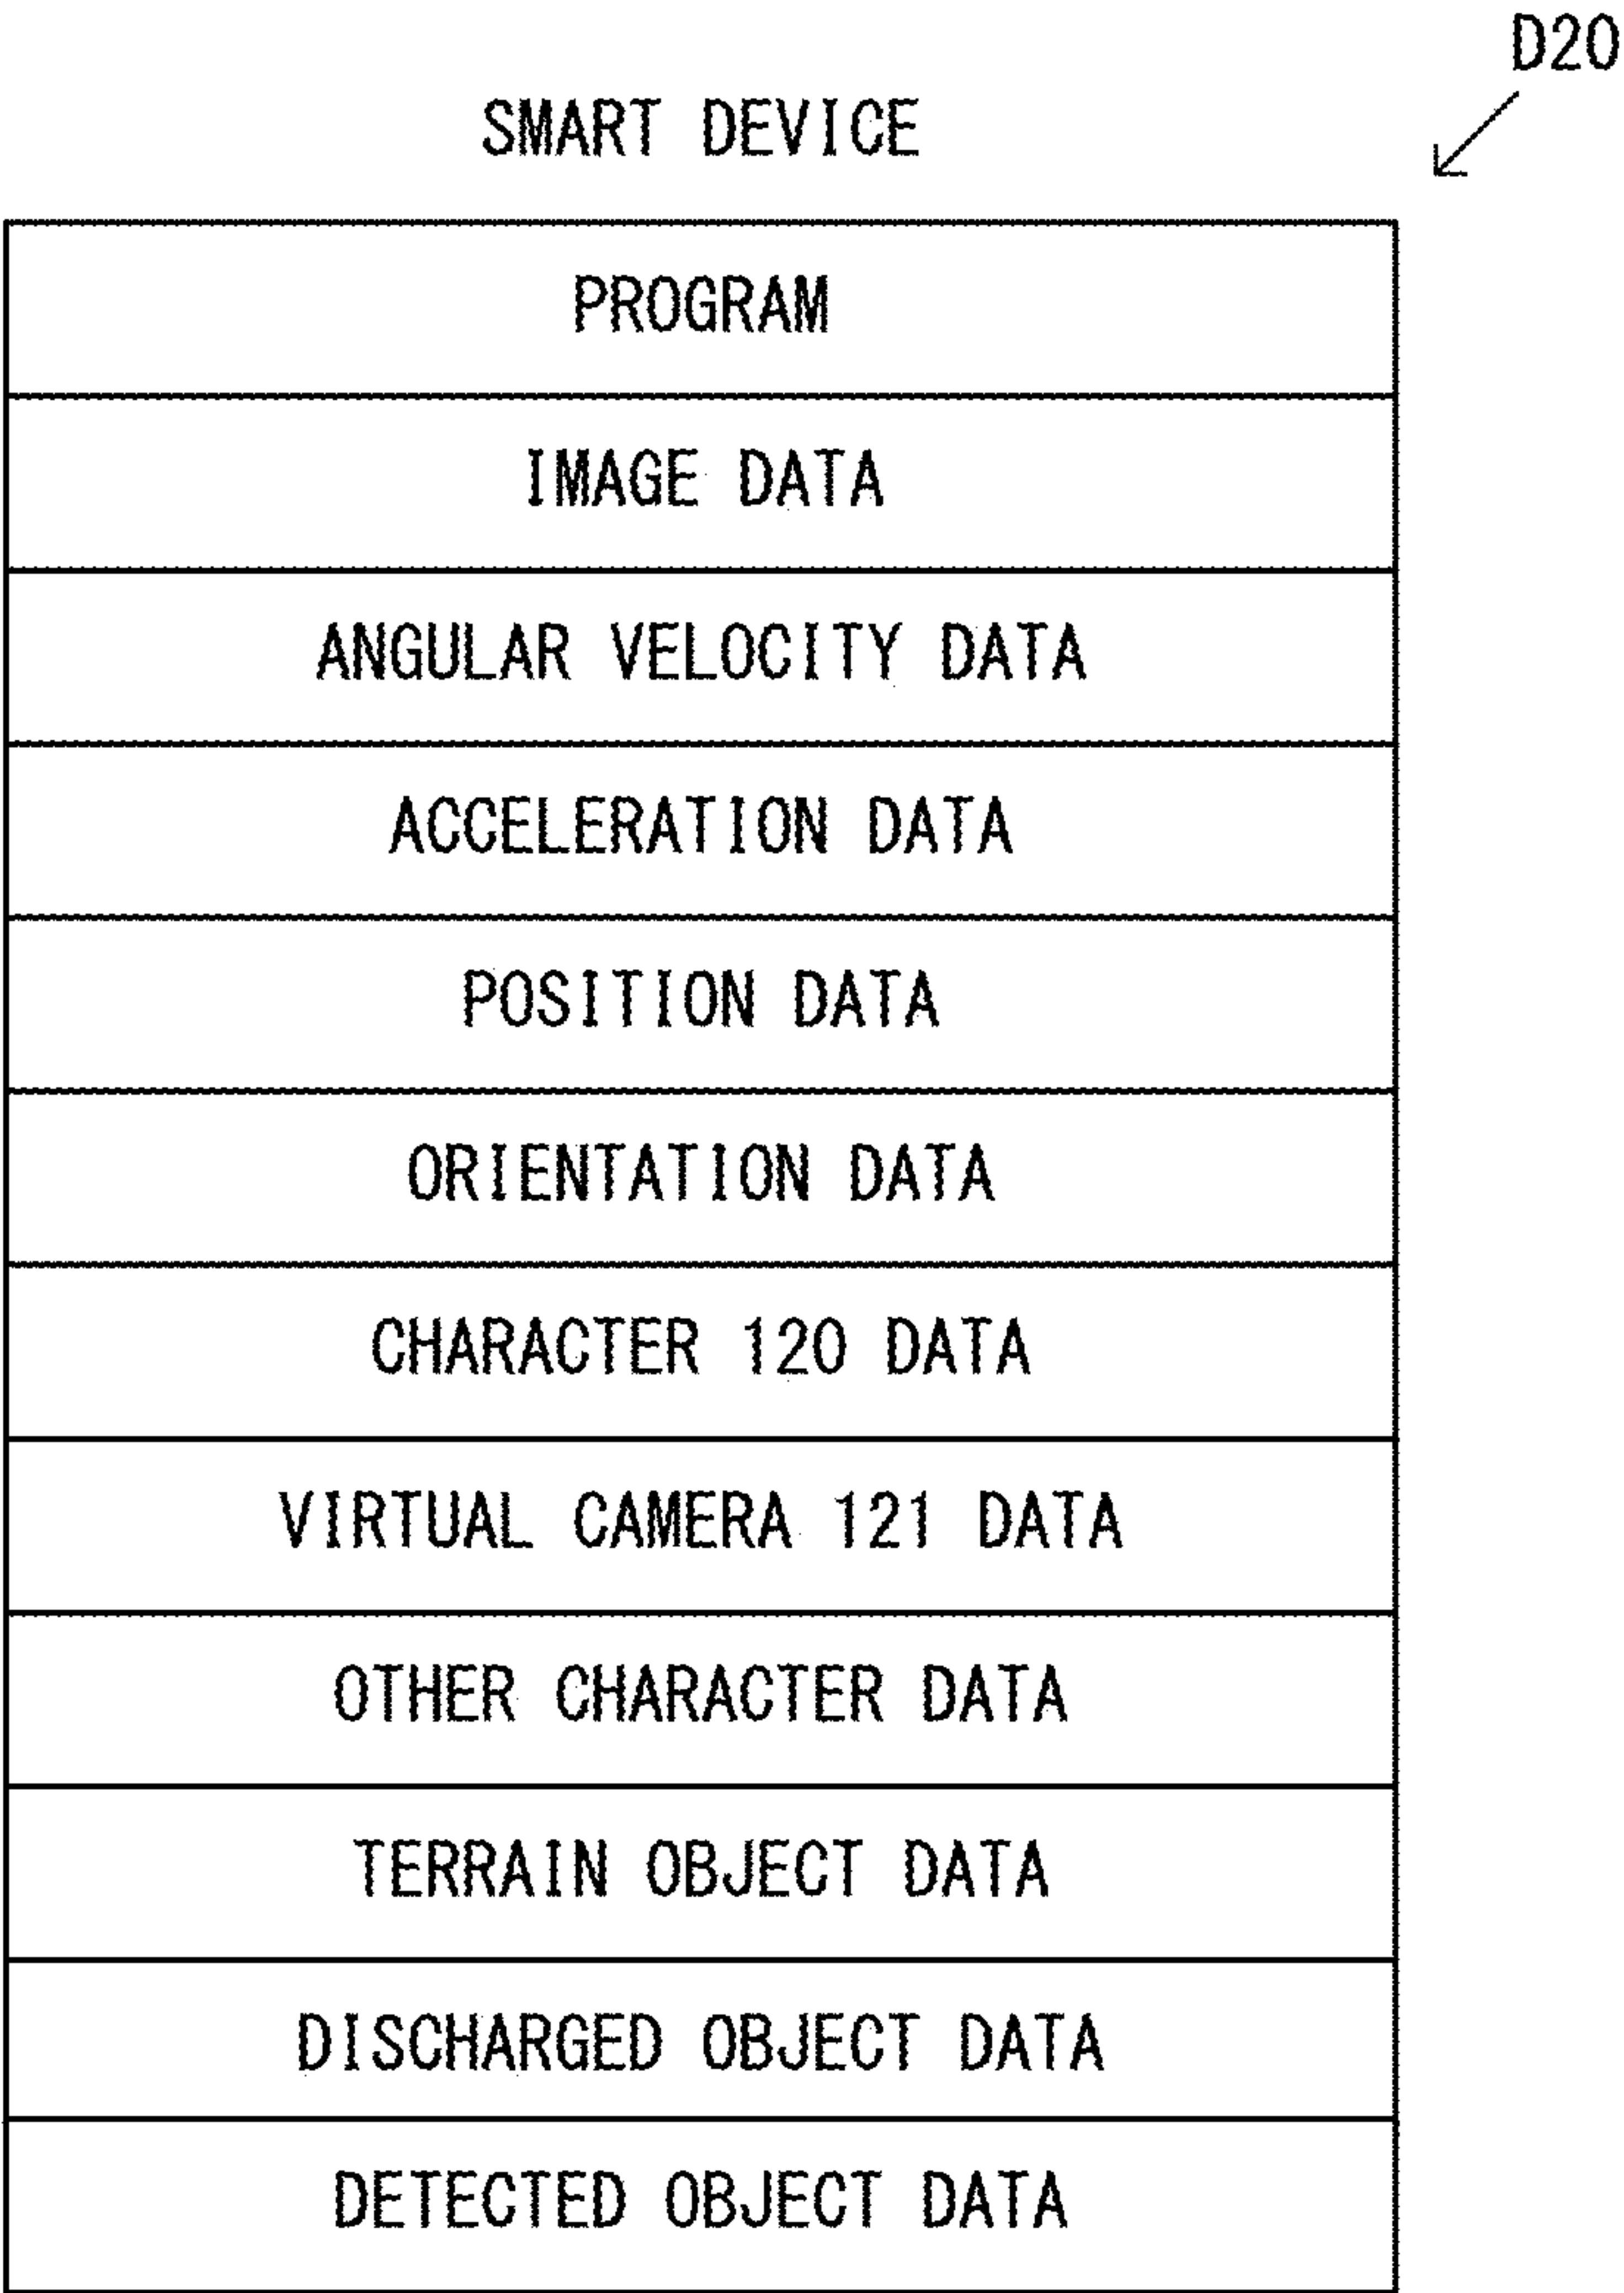 D20
SMART DEVICE
PROGRAM
IMAGE DATA
ANGULAR VELOCITY DATA
ACCELERATION DATA
POSITION DATA
ORIENTATION DATA
CHARACTER 120 DATA
VIRTUAL CAMERA 121 DATA
OTHER CHARACTER DATA
TERRAIN OBJECT DATA
DISCHARGED OBJECT DATA
DETECTED OBJECT DATA